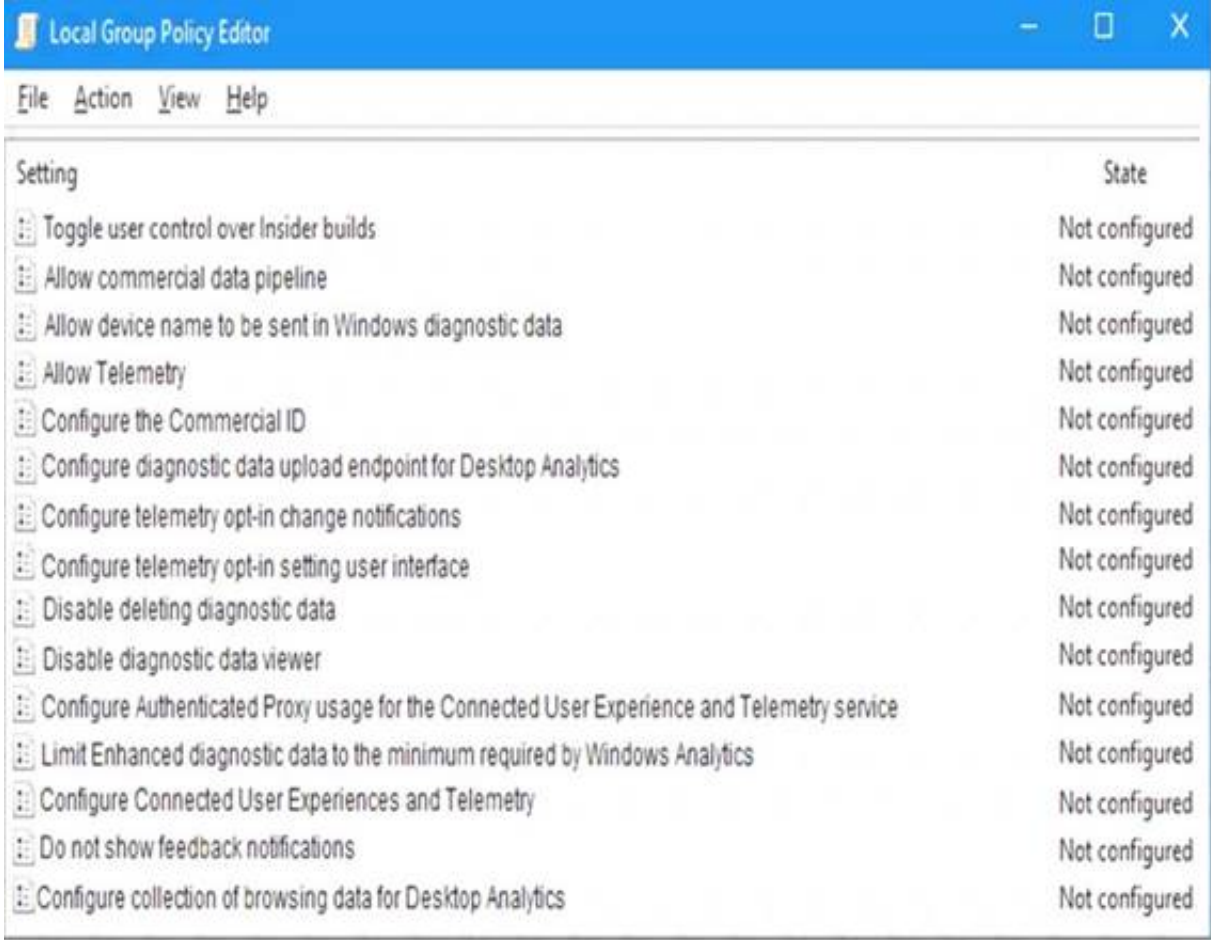 Local Group Policy Editor
File Action View Help
Setting State
Toggle user control over Insider builds Not configured
Allow commercial data pipeline Not configured
Allow device name to be sent in Windows diagnostic data Not configured
Allow Telemetry Not configured
Configure the Commercial ID Not configured
Configure diagnostic data upload endpoint for Desktop Analytics Not configured
Configure telemetry opt-in change notifications Not configured
Configure telemetry opt-in setting user interface Not configured
Disable deleting diagnostic data Not configured
Disable diagnostic data viewer Not configured
Configure Authenticated Proxy usage for the Connected User Experience and Telemetry service Not configured
Limit Enhanced diagnostic data to the minimum required by Windows Analytics Not configured
Configure Connected User Experiences and Telemetry Not configured
Do not show feedback notifications Not configured
Configure collection of browsing data for Desktop Analytics Not configured